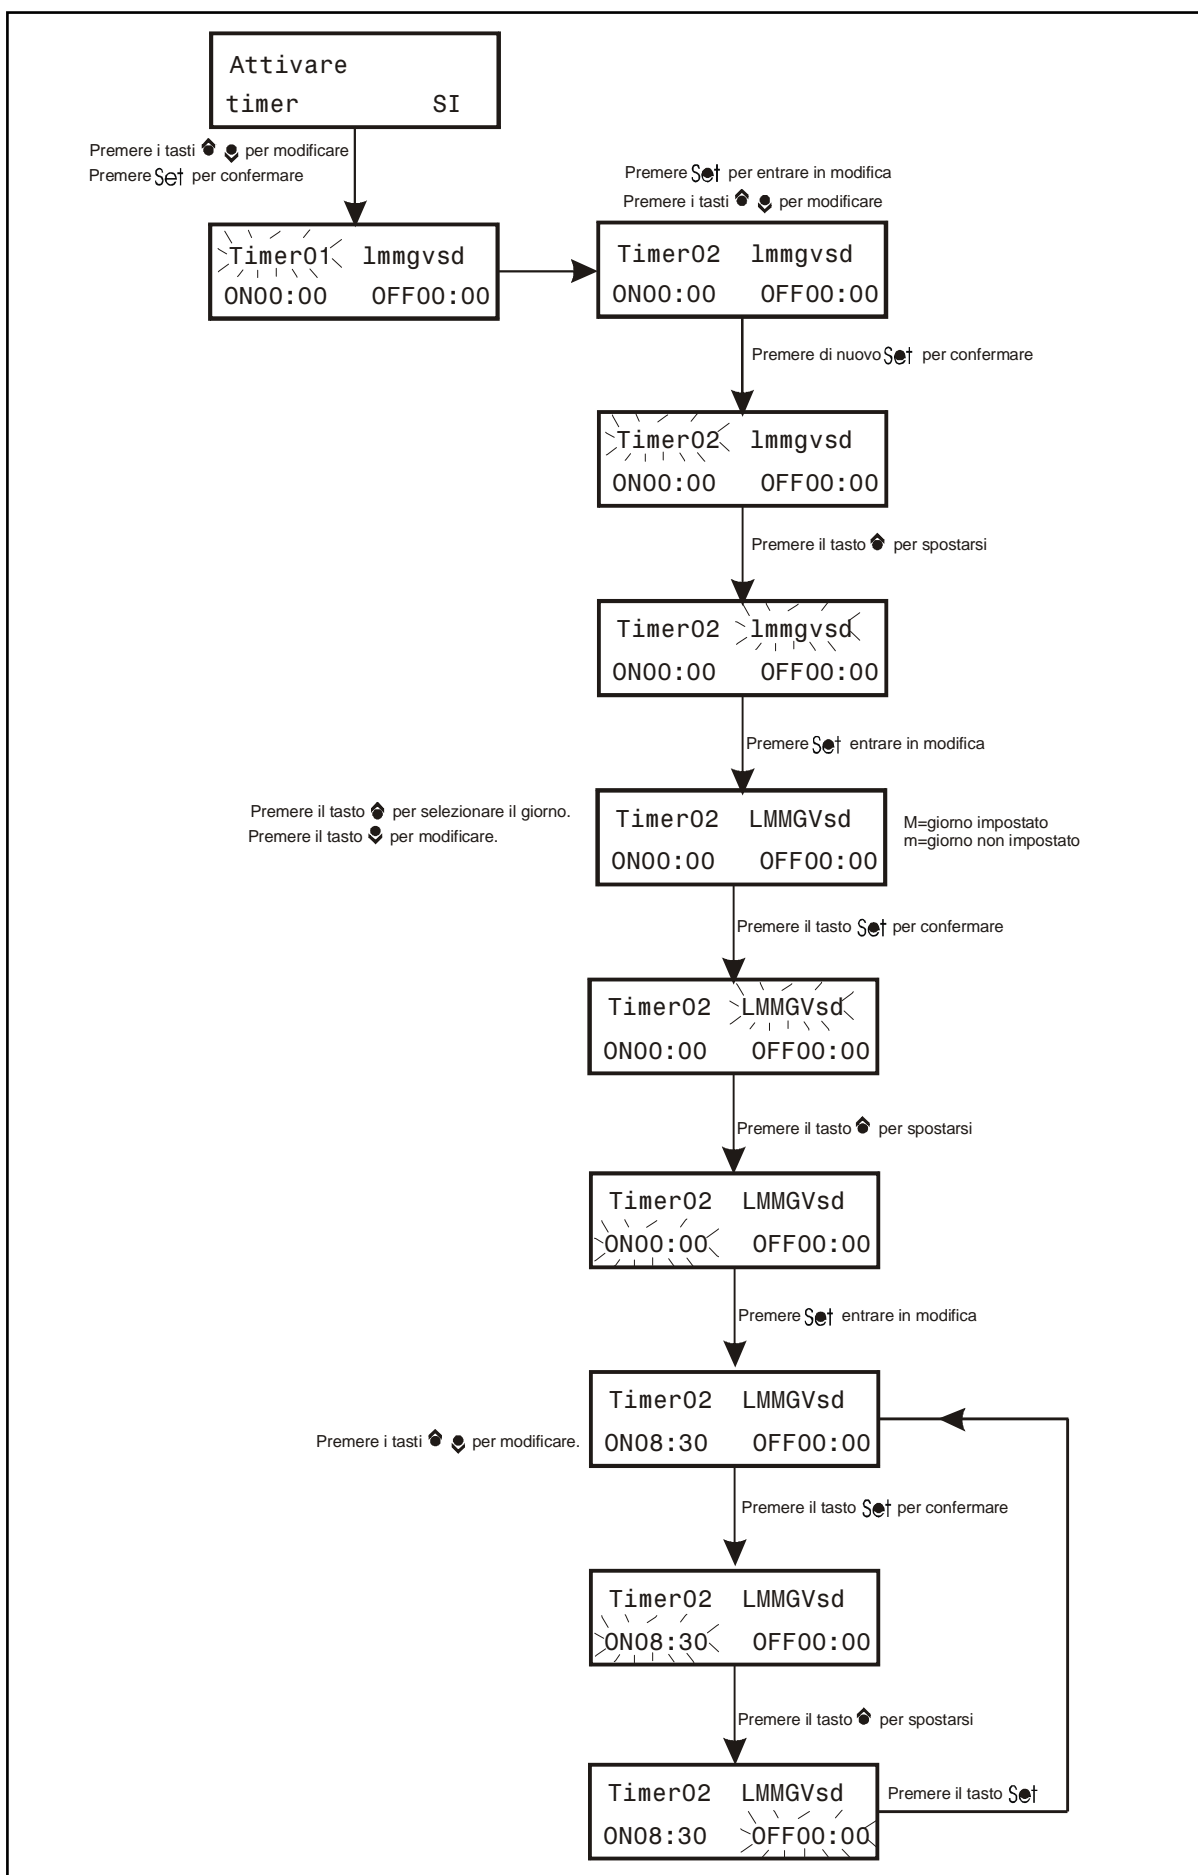 Attivare
timer SI
Premere i tasti per modificare
Premere Set per confermare
Premere Set per entrare in modifica
Premere i tasti per modificare
Timer01 lmmgvsd
ON00:00 OFF00:00
Timer02 lmmgvsd
ON00:00 OFF00:00
Premere di nuovo Set per confermare
Timer02 lmmgvsd
ON00:00 OFF00:00
Premere il tasto per spostarsi
Timer02 lmmgvsd
ON00:00 OFF00:00
Premere Set entrare in modifica
Premere il tasto per selezionare il giorno.
Premere il tasto per modificare.
Timer02 LMMGVsd
ON00:00 OFF00:00
M=giorno impostato
m=giorno non impostato
Premere il tasto Set per confermare
Timer02 LMMGVsd
ON00:00 OFF00:00
Premere il tasto per spostarsi
Timer02 LMMGVsd
ON00:00 OFF00:00
Premere Set entrare in modifica
Timer02 LMMGVsd
ON08:30 OFF00:00
Premere i tasti per modificare.
Premere il tasto Set per confermare
Timer02 LMMGVsd
ON08:30 OFF00:00
Premere il tasto per spostarsi
Timer02 LMMGVsd
ON08:30 OFF00:00
Premere il tasto Set